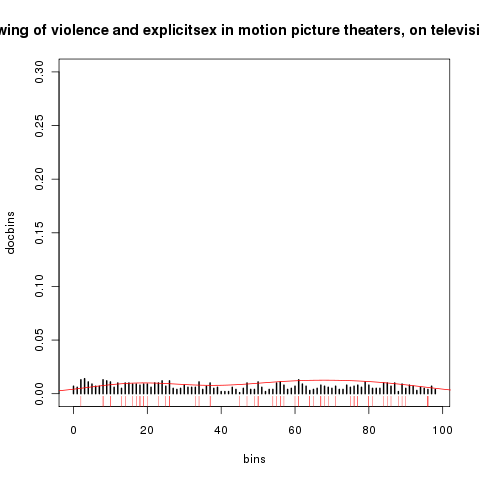 wing of violence and explicitsex in motion picture theaters, on televisi
0.30
0.25
0.20
0.15
0.10
0.05
0.00
docbins
0 20 40 60 80 100
bins